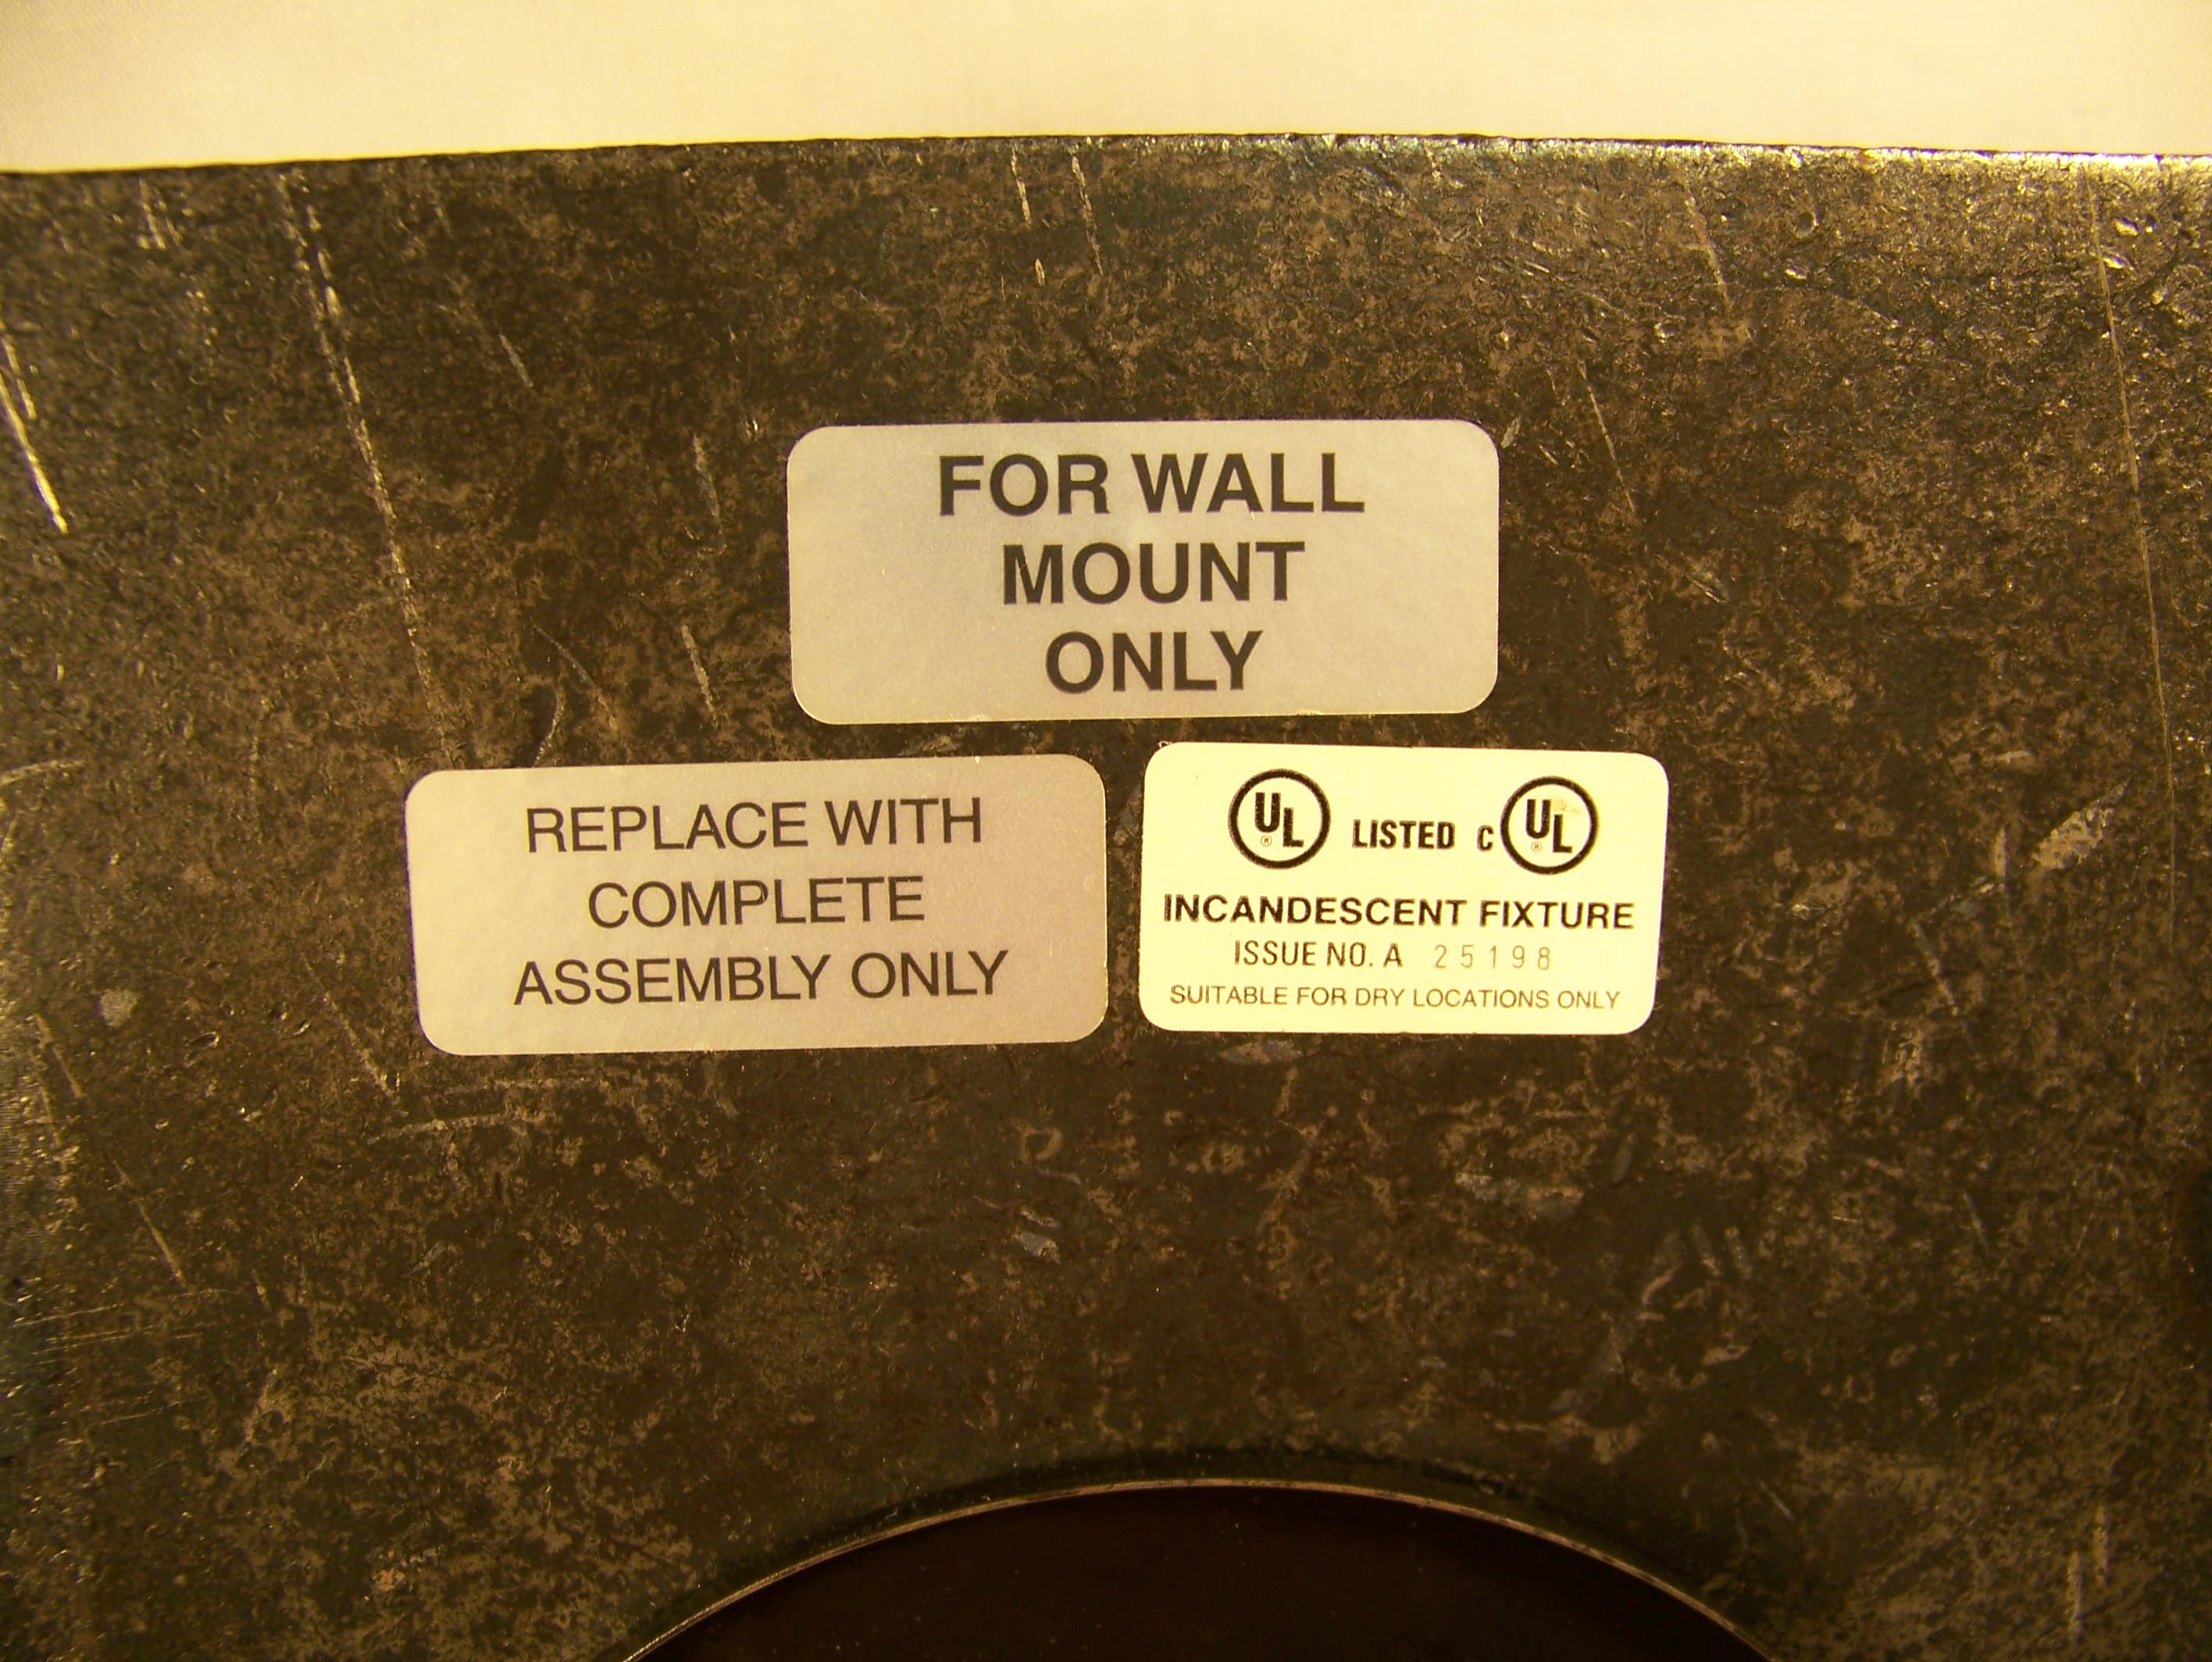 FOR WALL
MOUNT
ONLY
REPLACE WITH
COMPLETE
ASSEMBLY ONLY
UL ® LISTED C UL ®
INCANDESCENT FIXTURE
ISSUE NO. A 25198
SUITABLE FOR DRY LOCATIONS ONLY